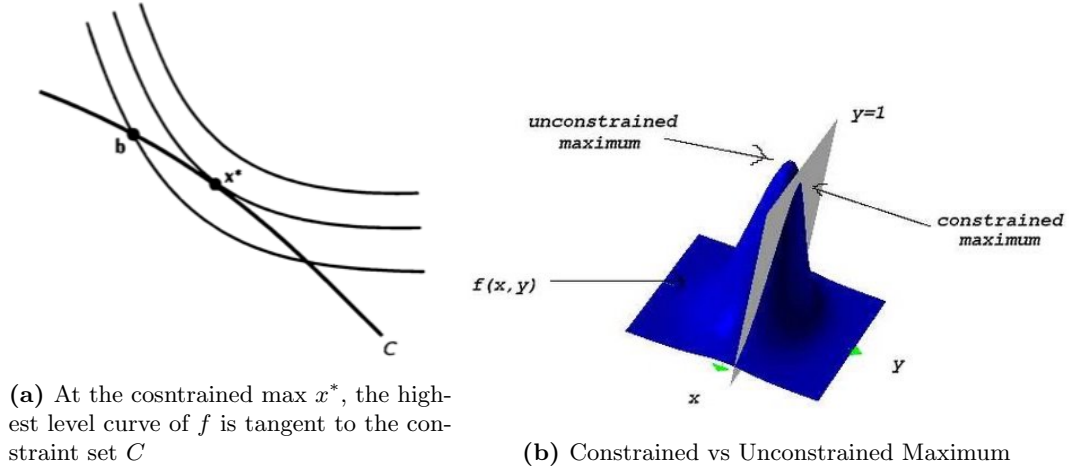 b
x*
C
(a) At the cosntrained max x*, the high-
est level curve of f is tangent to the con-
straint set C
unconstrained
maximum
y=1
constrained
maximum
f(x,y)
x
y
(b) Constrained vs Unconstrained Maximum